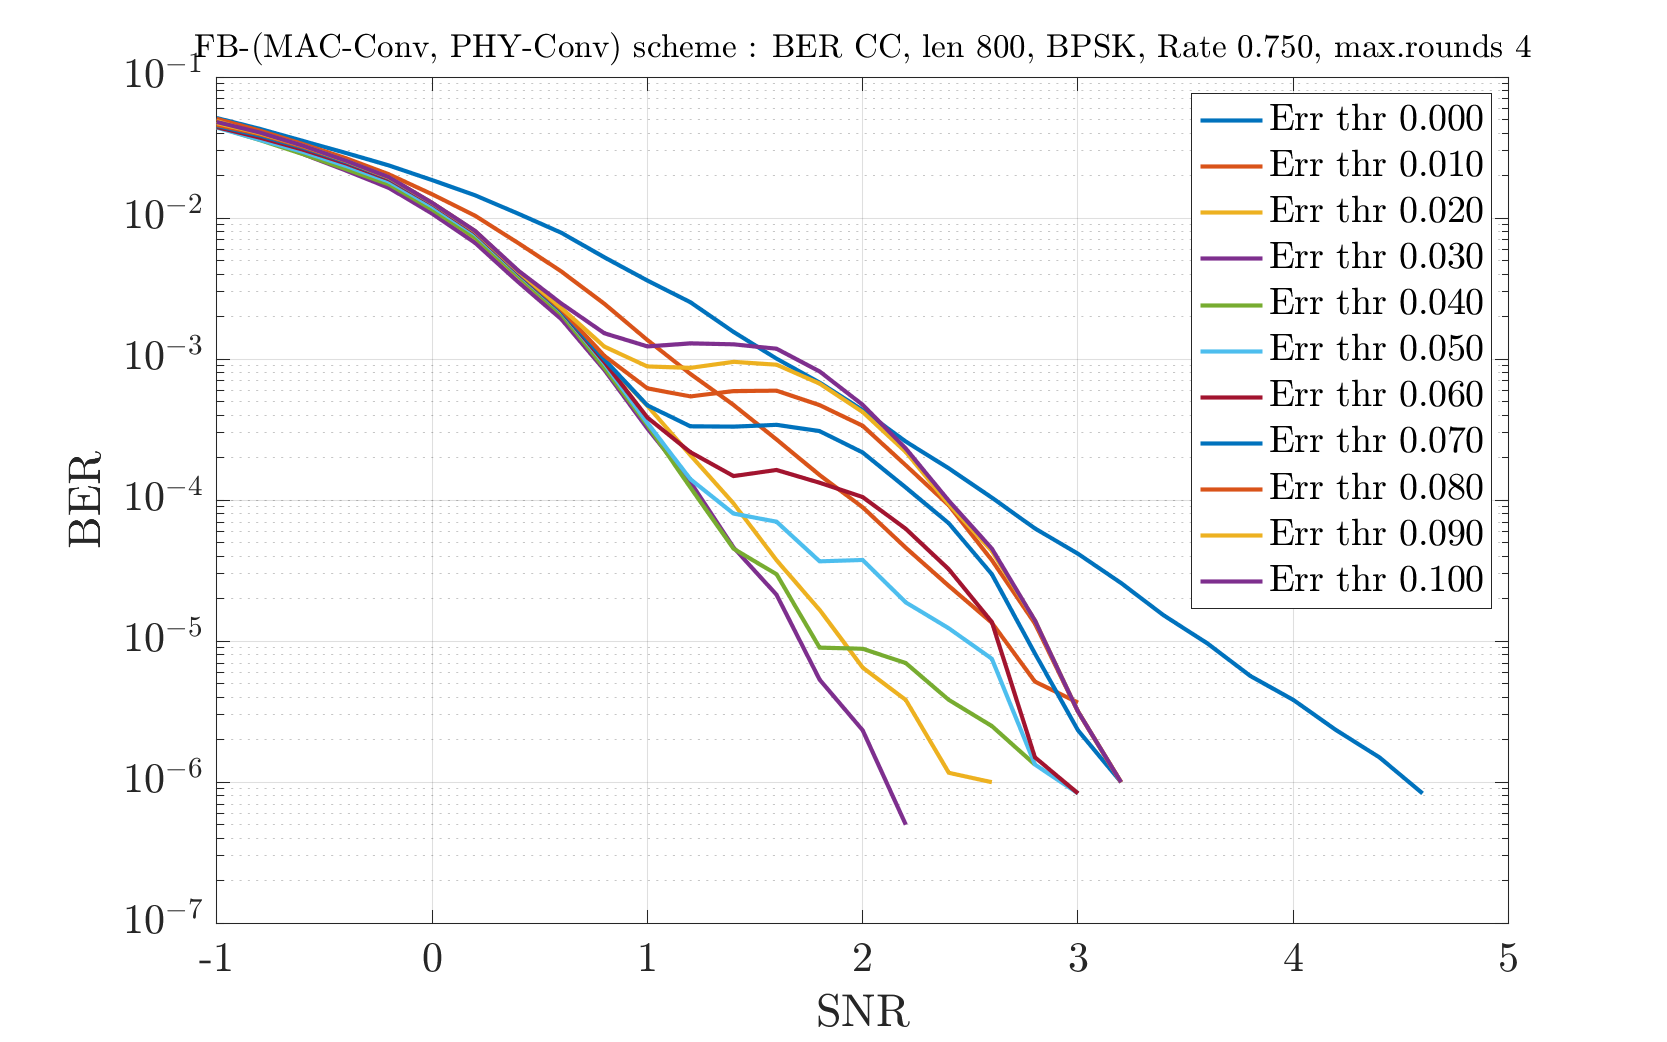 FB-(MAC-Conv, PHY-Conv) scheme : BER CC, len 800, BPSK, Rate 0.750, max.rounds 4
10⁻¹
10⁻²
10⁻³
10⁻⁴
10⁻⁵
10⁻⁶
10⁻⁷
BER
-1 0 1 2 3 4 5
SNR
Err thr 0.000
Err thr 0.010
Err thr 0.020
Err thr 0.030
Err thr 0.040
Err thr 0.050
Err thr 0.060
Err thr 0.070
Err thr 0.080
Err thr 0.090
Err thr 0.100